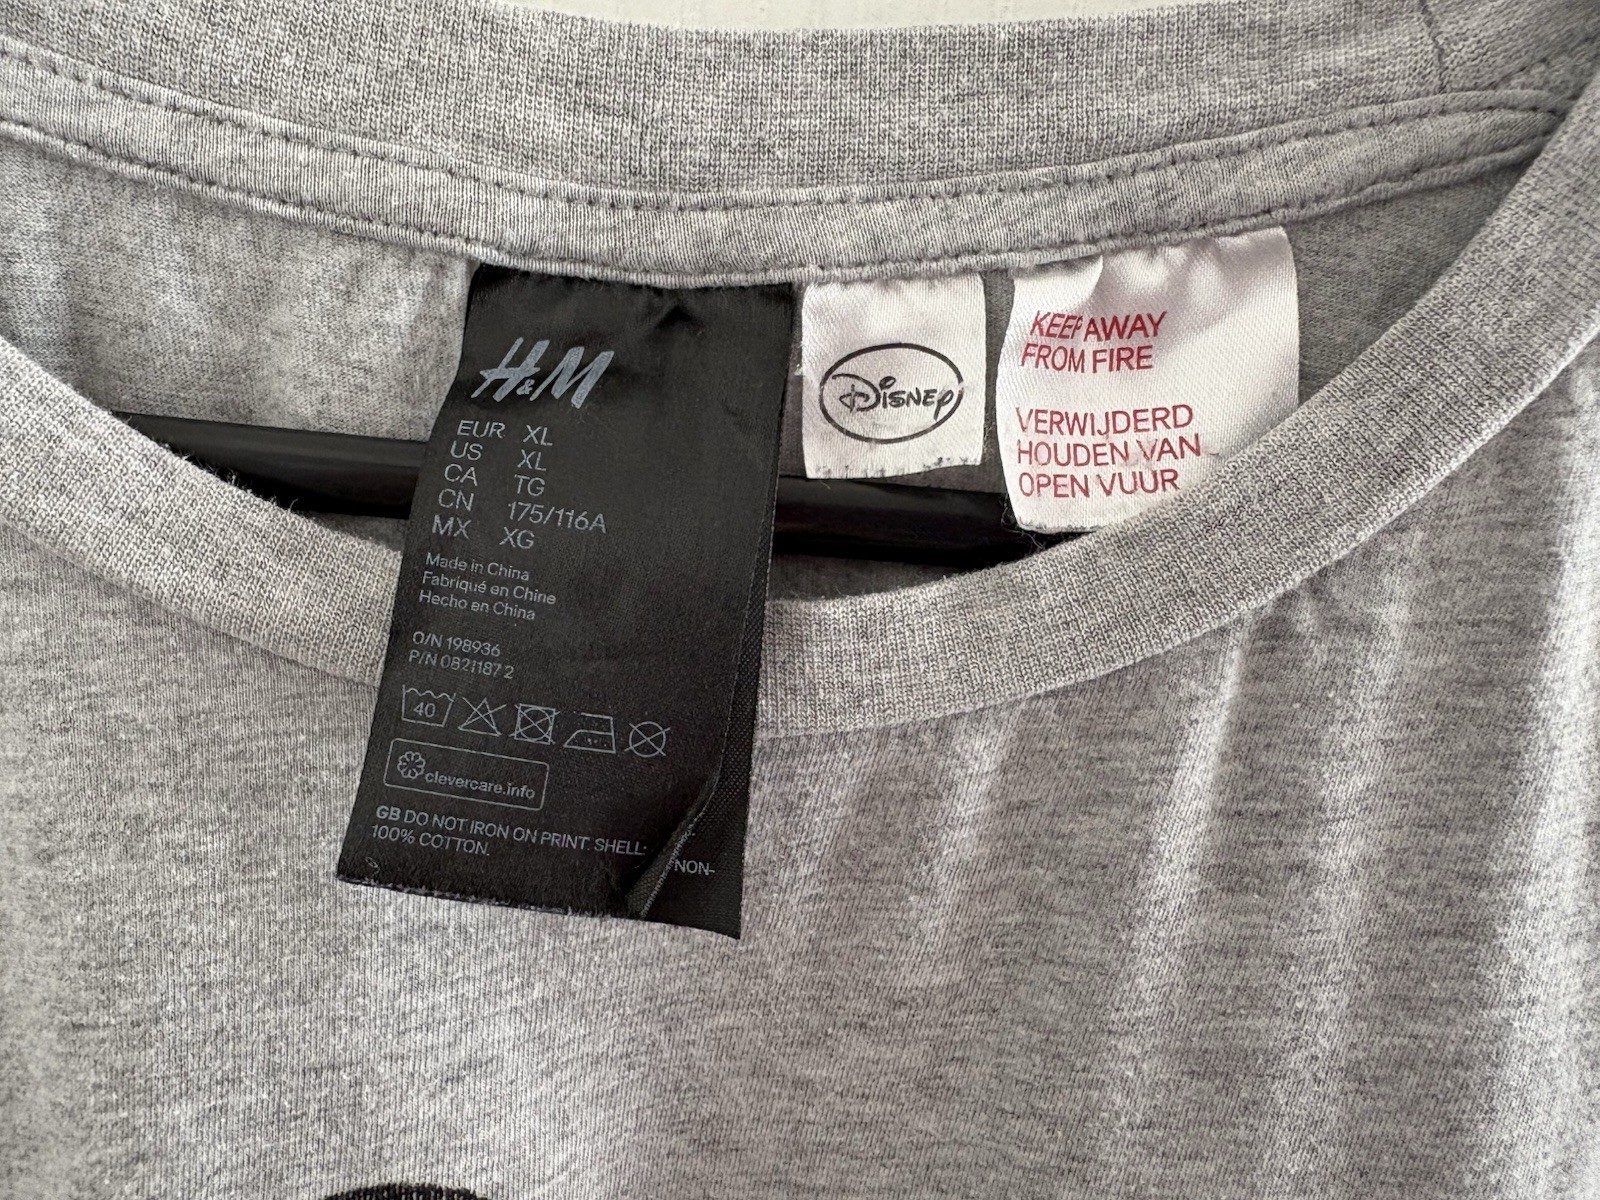 H&M
EUR XL
US XL
CA TG
CN 175/116A
MX XG
Made in China
Fabriqué en Chine
Hecho en China
O/N 198936
P/N 0821187 2
40
clevercare.info
GB DO NOT IRON ON PRINT. SHELL:
100% COTTON.
NON-
Disney
KEEP AWAY
FROM FIRE
VERWIJDERD
HOUDEN VAN
OPEN VUUR